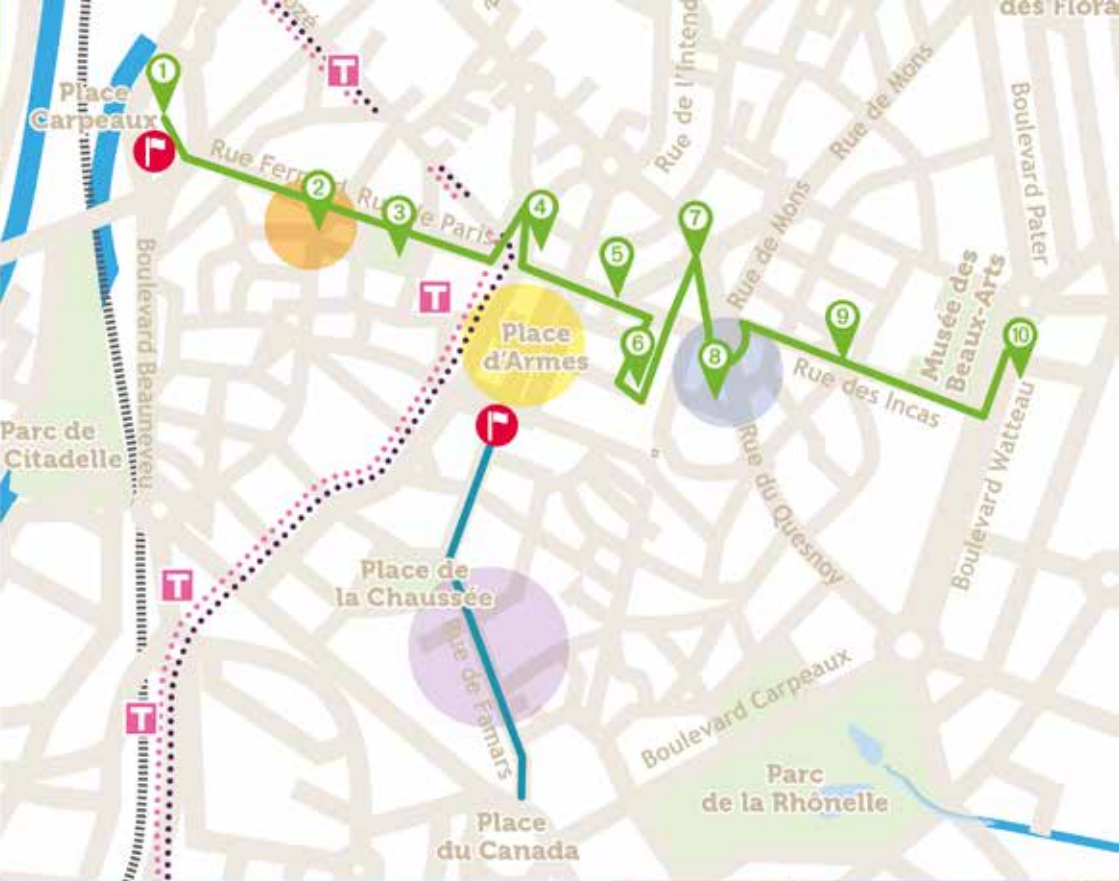 des Flora
Rue de l'Intend
Rue de Mons
Boulevard Pater
T
1
Place
Carpeaux
Rue
Rue de Paris
2
3
4
5
6
7
8
9
10
Rue de Mons
Musée des
Beaux-Arts
T
Place
d'Armes
Rue des Incas
Boulevard Beauneveu
Parc de
Citadelle
Boulevard Watteau
Rue du Quesnoy
Place de
la Chaussée
T
Rue de Famars
T
Boulevard Carpeaux
Parc
de la Rhônelle
Place
du Canada